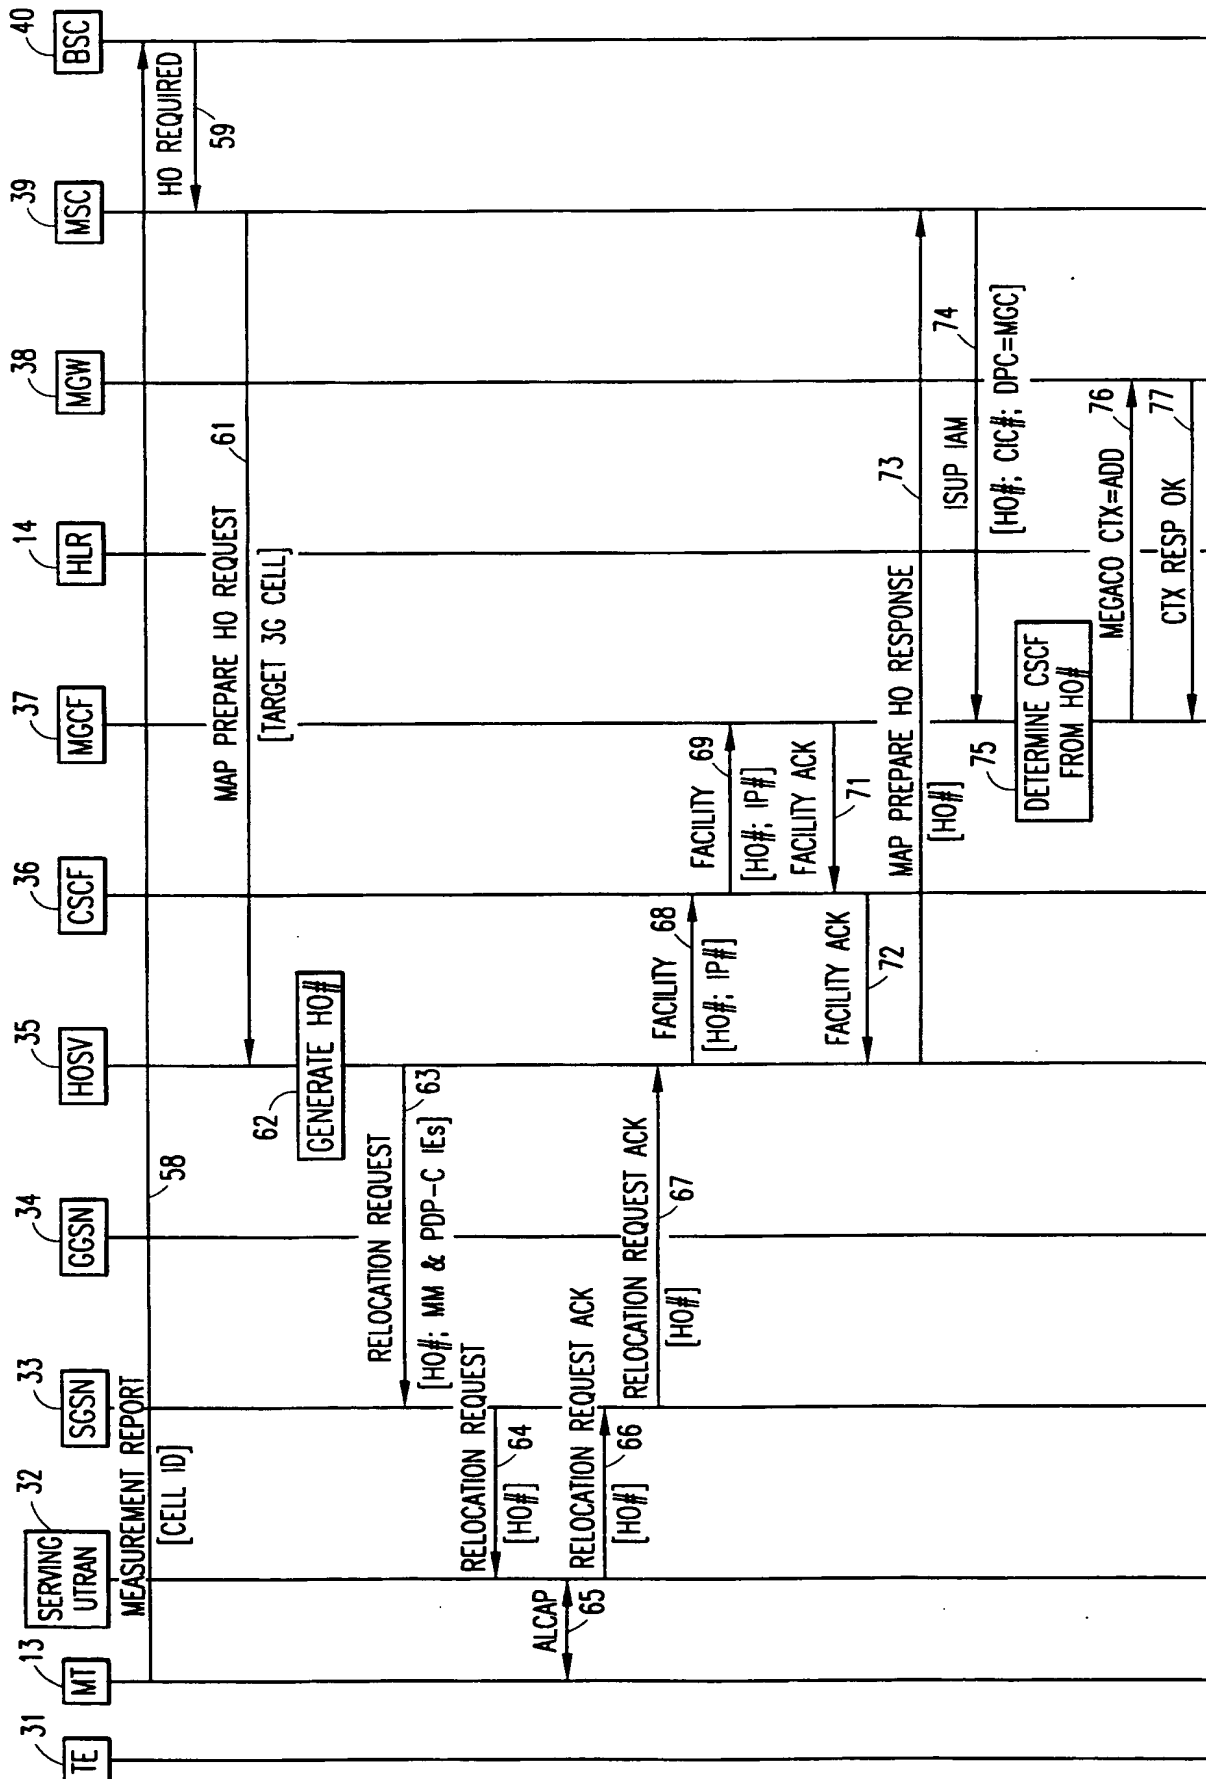 31
TE
13
MT
32
SERVING
UTRAN
33
SGSN
34
GGSN
35
HOSV
36
CSCF
37
MGCF
14
HLR
38
MGW
39
MSC
40
BSC
MEASUREMENT REPORT
[CELL ID]
58
HO REQUIRED
59
MAP PREPARE HO REQUEST
61
[TARGET 3G CELL]
62
GENERATE HO#
RELOCATION REQUEST
63
[HO#; MM & PDP-C IEs]
RELOCATION REQUEST
64
[HO#]
ALCAP
65
RELOCATION REQUEST ACK
66
[HO#]
RELOCATION REQUEST ACK
67
[HO#]
FACILITY
68
[HO#; IP#]
FACILITY
69
[HO#; IP#]
FACILITY ACK
71
FACILITY ACK
72
MAP PREPARE HO RESPONSE
73
[HO#]
ISUP IAM
74
[HO#; CIC#; DPC=MGC]
75
DETERMINE CSCF
FROM HO#
MEGACO CTX=ADD
76
CTX RESP OK
77